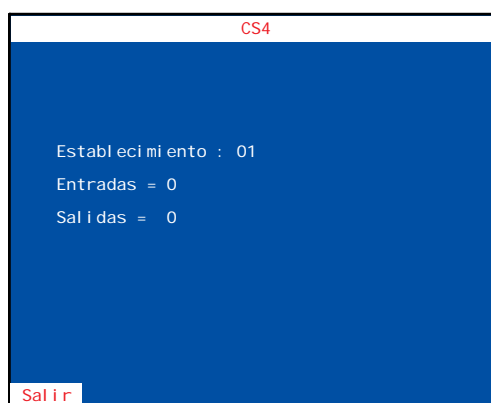 CS4
Establecimiento : 01
Entradas = 0
Salidas = 0
Salir